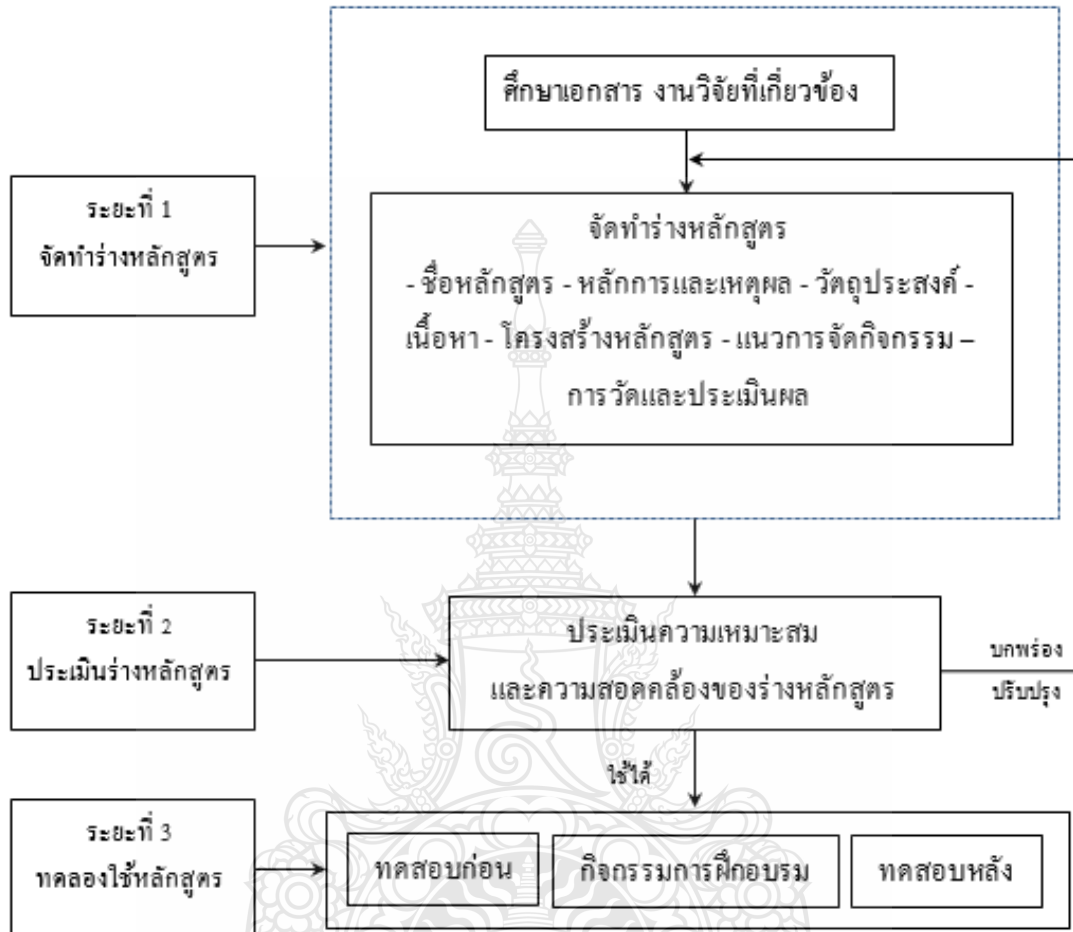 ศึกษาเอกสาร งานวิจัยที่เกี่ยวข้อง
ระยะที่ 1
จัดทำร่างหลักสูตร
จัดทำร่างหลักสูตร
- ชื่อหลักสูตร - หลักการและเหตุผล - วัตถุประสงค์ -
เนื้อหา - โครงสร้างหลักสูตร - แนวการจัดกิจกรรม –
การวัดและประเมินผล
ระยะที่ 2
ประเมินร่างหลักสูตร
ประเมินความเหมาะสม
และความสอดคล้องของร่างหลักสูตร
บกพร่อง
ปรับปรุง
ใช้ได้
ระยะที่ 3
ทดลองใช้หลักสูตร
ทดสอบก่อน
กิจกรรมการฝึกอบรม
ทดสอบหลัง